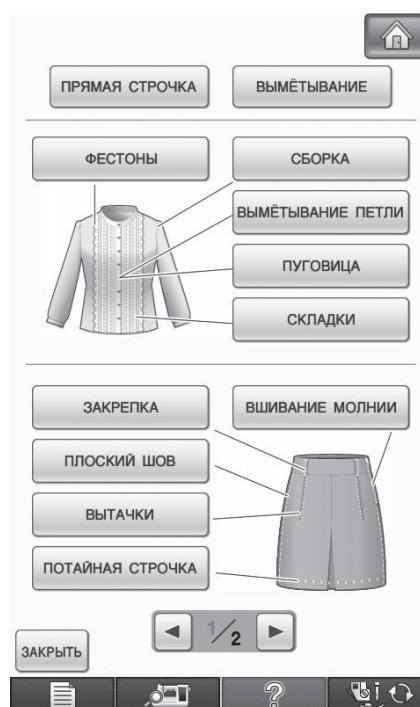 ПРЯМАЯ СТРОЧКА ВЫМЁТЫВАНИЕ
ФЕСТОНЫ СБОРКА
ВЫМЁТЫВАНИЕ ПЕТЛИ
ПУГОВИЦА
СКЛАДКИ
ЗАКРЕПКА ВШИВАНИЕ МОЛНИИ
ПЛОСКИЙ ШОВ
ВЫТАЧКИ
ПОТАЙНАЯ СТРОЧКА
1/2
ЗАКРЫТЬ
?